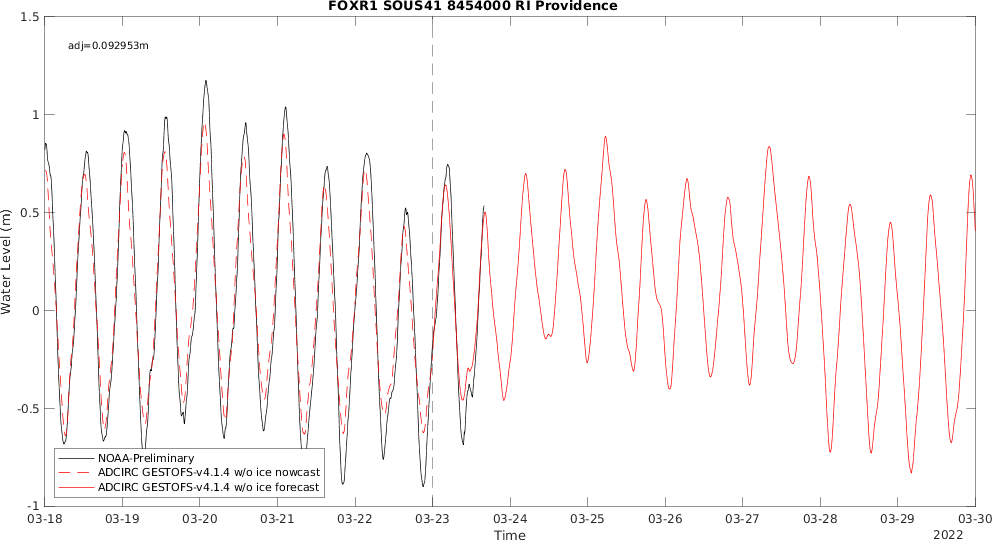 FOXR1 SOUS41 8454000 RI Providence
adj=0.092953m
Water Level (m)
1.5
1
0.5
0
-0.5
-1
NOAA-Preliminary
ADCIRC GESTOFS-v4.1.4 w/o ice nowcast
ADCIRC GESTOFS-v4.1.4 w/o ice forecast
03-18 03-19 03-20 03-21 03-22 03-23 03-24 03-25 03-26 03-27 03-28 03-29 03-30
Time
2022